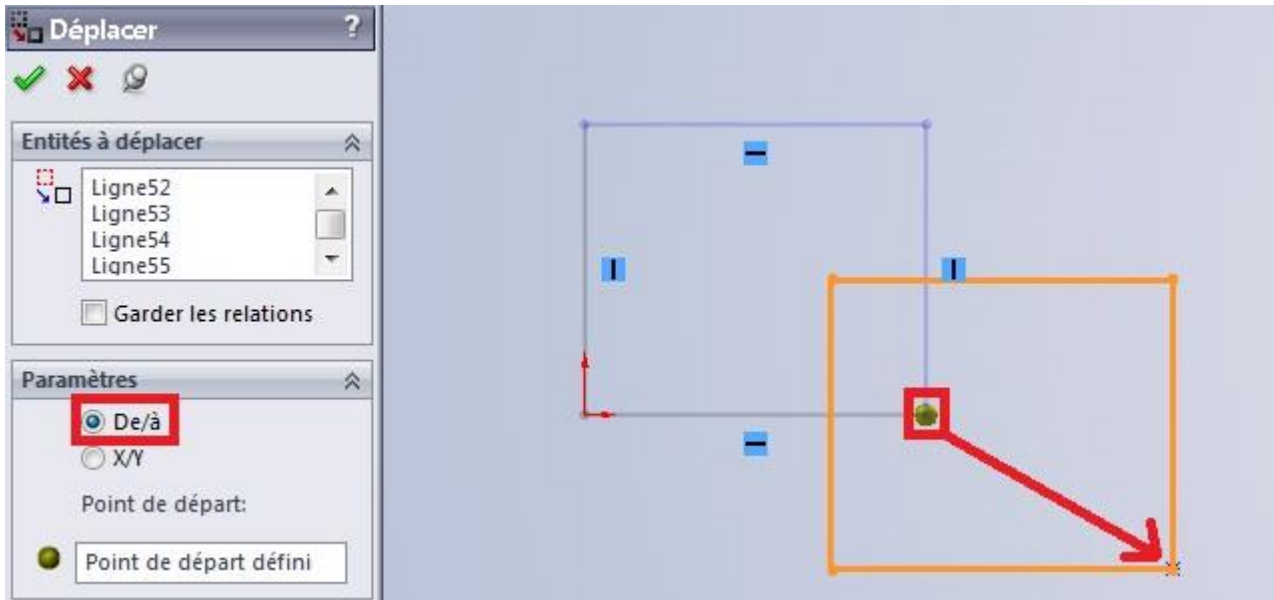 Déplacer ?
Entités à déplacer
Ligne52
Ligne53
Ligne54
Ligne55
Garder les relations
Paramètres
De/à
X/Y
Point de départ:
Point de départ défini